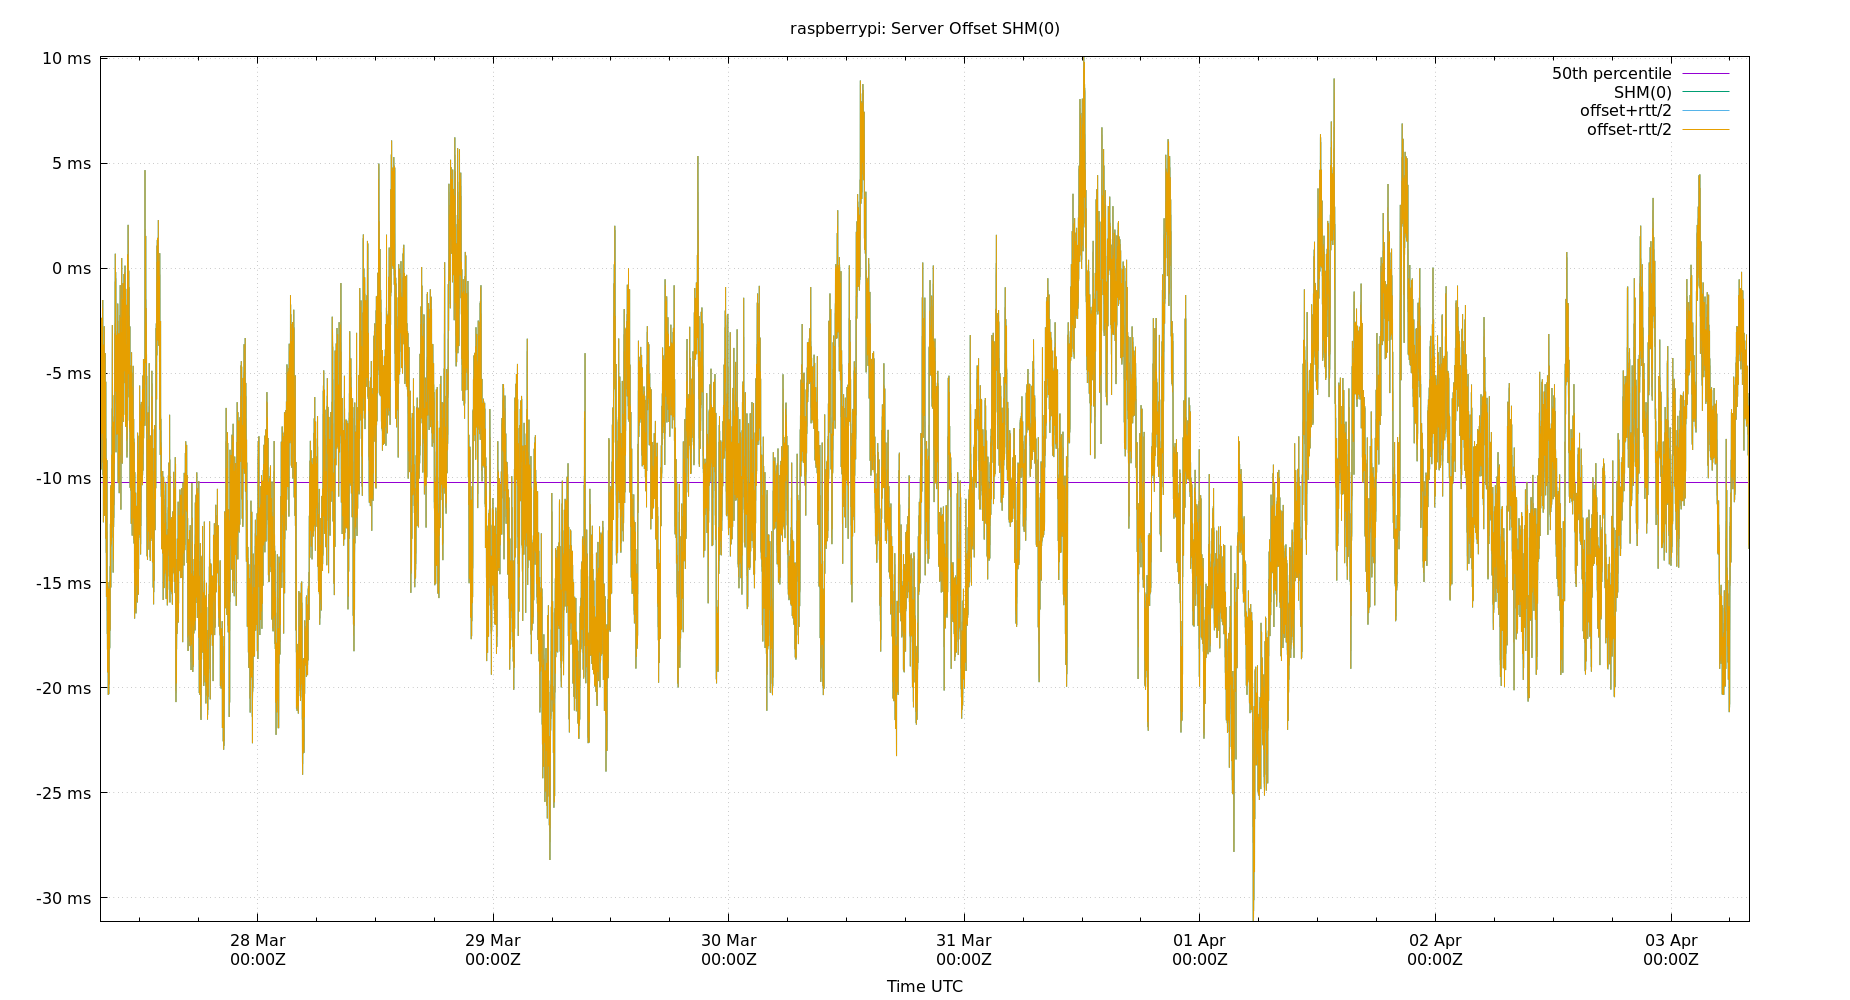 raspberrypi: Server Offset SHM(0)
10 ms
5 ms
0 ms
-5 ms
-10 ms
-15 ms
-20 ms
-25 ms
-30 ms
50th percentile
SHM(0)
offset+rtt/2
offset-rtt/2
28 Mar
00:00Z
29 Mar
00:00Z
30 Mar
00:00Z
31 Mar
00:00Z
01 Apr
00:00Z
02 Apr
00:00Z
03 Apr
00:00Z
Time UTC